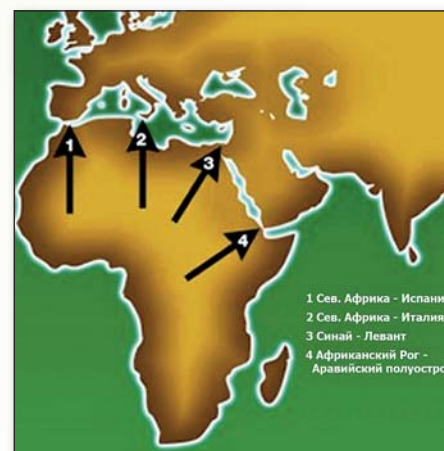 1
2
3
4
1 Сев. Африка - Испани
2 Сев. Африка - Италия
3 Синай - Левант
4 Африканский Рог -
Аравийский полуостро